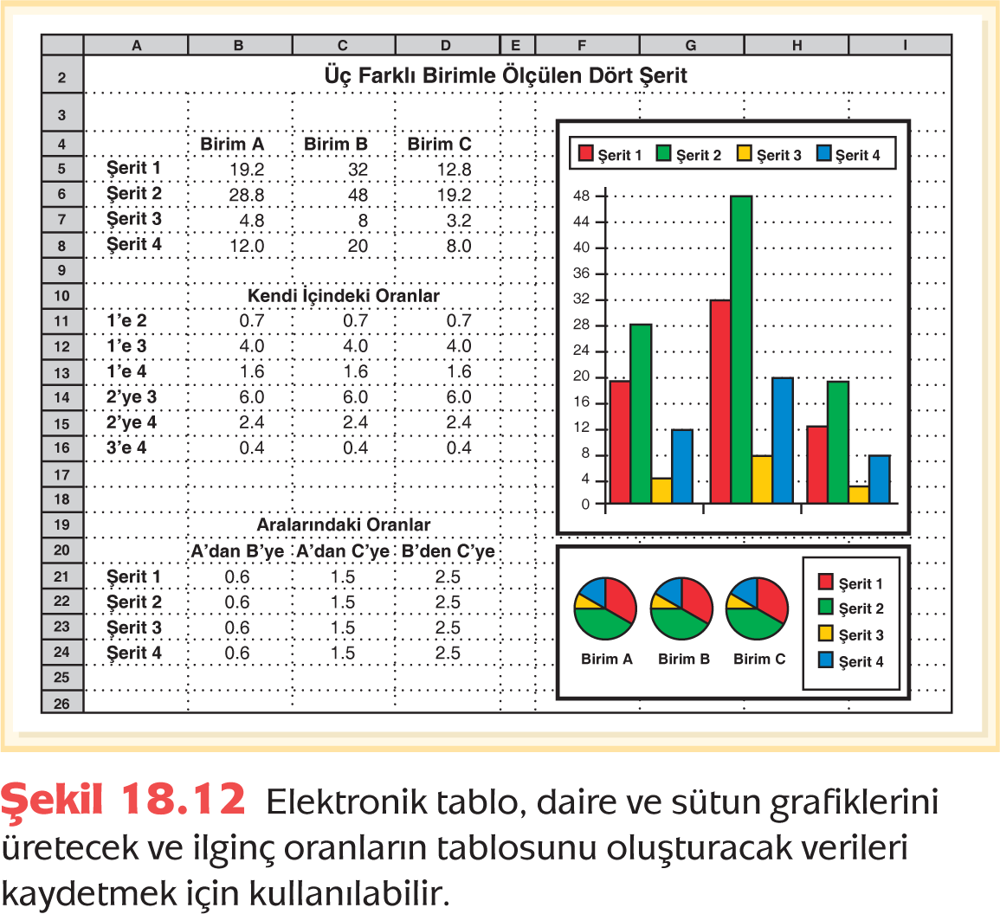 A B C D E F G H I
2 Üç Farklı Birimle Ölçülen Dört Şerit
3
4 Birim A Birim B Birim C
5 Şerit 1 19.2 32 12.8
6 Şerit 2 28.8 48 19.2
7 Şerit 3 4.8 8 3.2
8 Şerit 4 12.0 20 8.0
9
10 Kendi İçindeki Oranlar
11 1'e 2 0.7 0.7 0.7
12 1'e 3 4.0 4.0 4.0
13 1'e 4 1.6 1.6 1.6
14 2'ye 3 6.0 6.0 6.0
15 2'ye 4 2.4 2.4 2.4
16 3'e 4 0.4 0.4 0.4
17
18
19 Aralarındaki Oranlar
20 A'dan B'ye A'dan C'ye B'den C'ye
21 Şerit 1 0.6 1.5 2.5
22 Şerit 2 0.6 1.5 2.5
23 Şerit 3 0.6 1.5 2.5
24 Şerit 4 0.6 1.5 2.5
25
26
Şerit 1 Şerit 2 Şerit 3 Şerit 4
48
44
40
36
32
28
24
20
16
12
8
4
0
Birim A Birim B Birim C
Şerit 1
Şerit 2
Şerit 3
Şerit 4
Şekil 18.12 Elektronik tablo, daire ve sütun grafiklerini
üretecek ve ilginç oranların tablosunu oluşturacak verileri
kaydetmek için kullanılabilir.